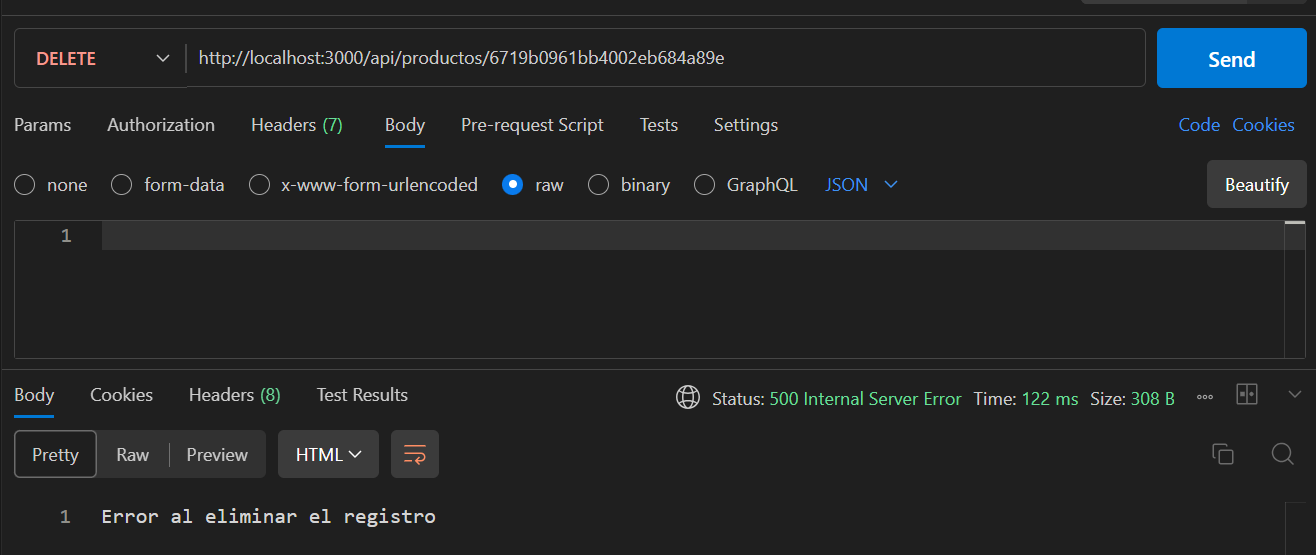 DELETE http://localhost:3000/api/productos/6719b0961bb4002eb684a89e Send
Params Authorization Headers (7) Body Pre-request Script Tests Settings Code Cookies
none form-data x-www-form-urlencoded raw binary GraphQL JSON Beautify
1
Body Cookies Headers (8) Test Results Status: 500 Internal Server Error Time: 122 ms Size: 308 B
Pretty Raw Preview HTML
1 Error al eliminar el registro